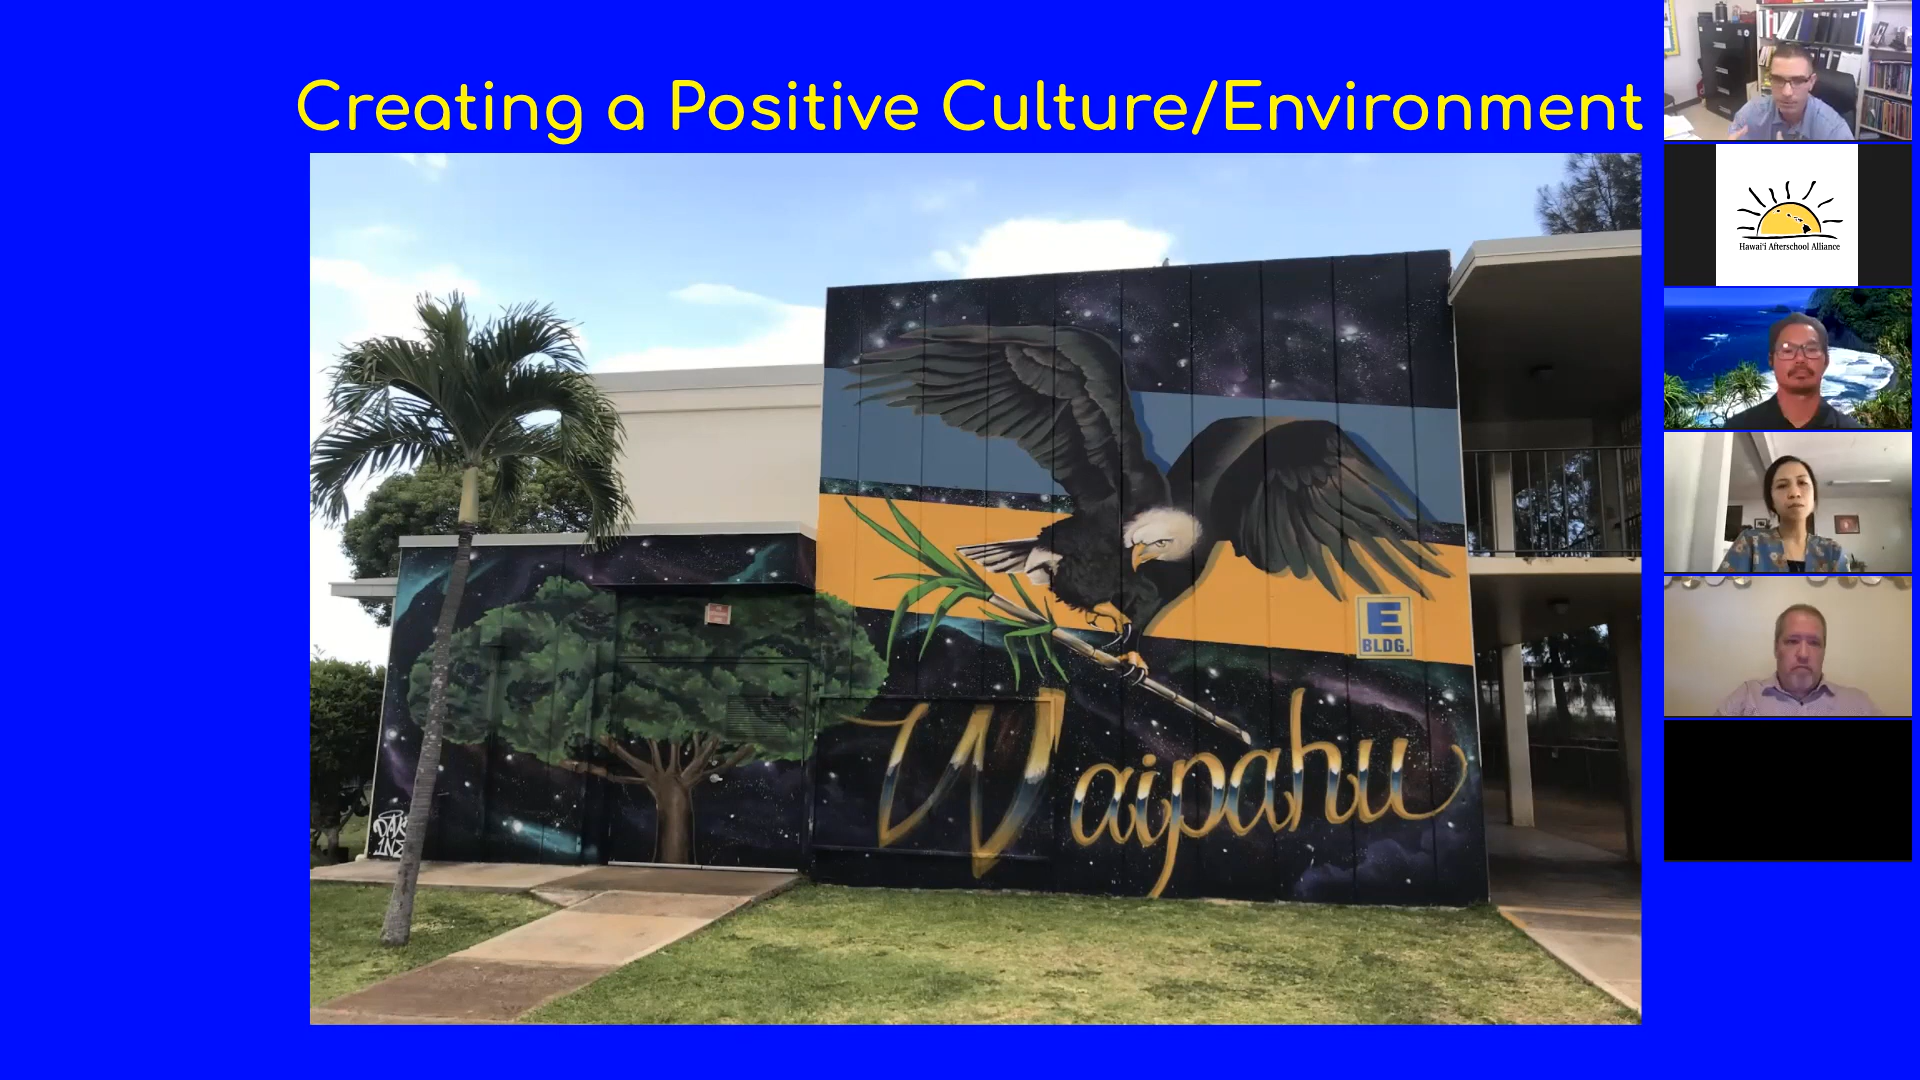 Creating a Positive Culture/Environment
Hawai'i Afterschool Alliance
E
BLDG.
Waipahu